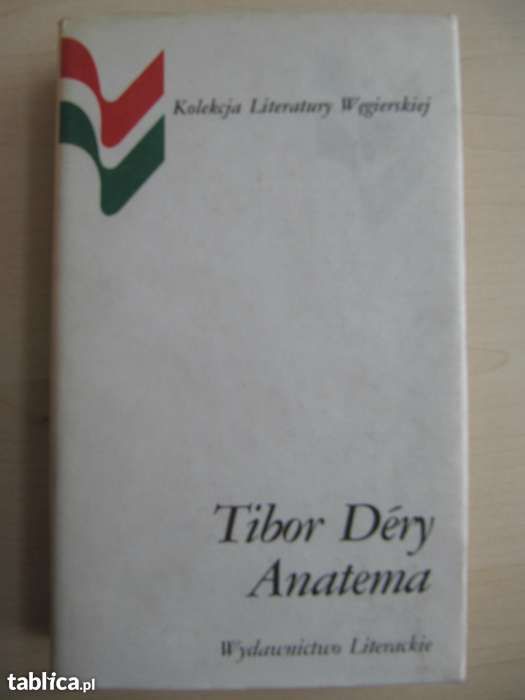 Kolekcja Literatury Węgierskiej
Tibor Déry
Anatema
Wydawnictwo Literackie
tablica.pl